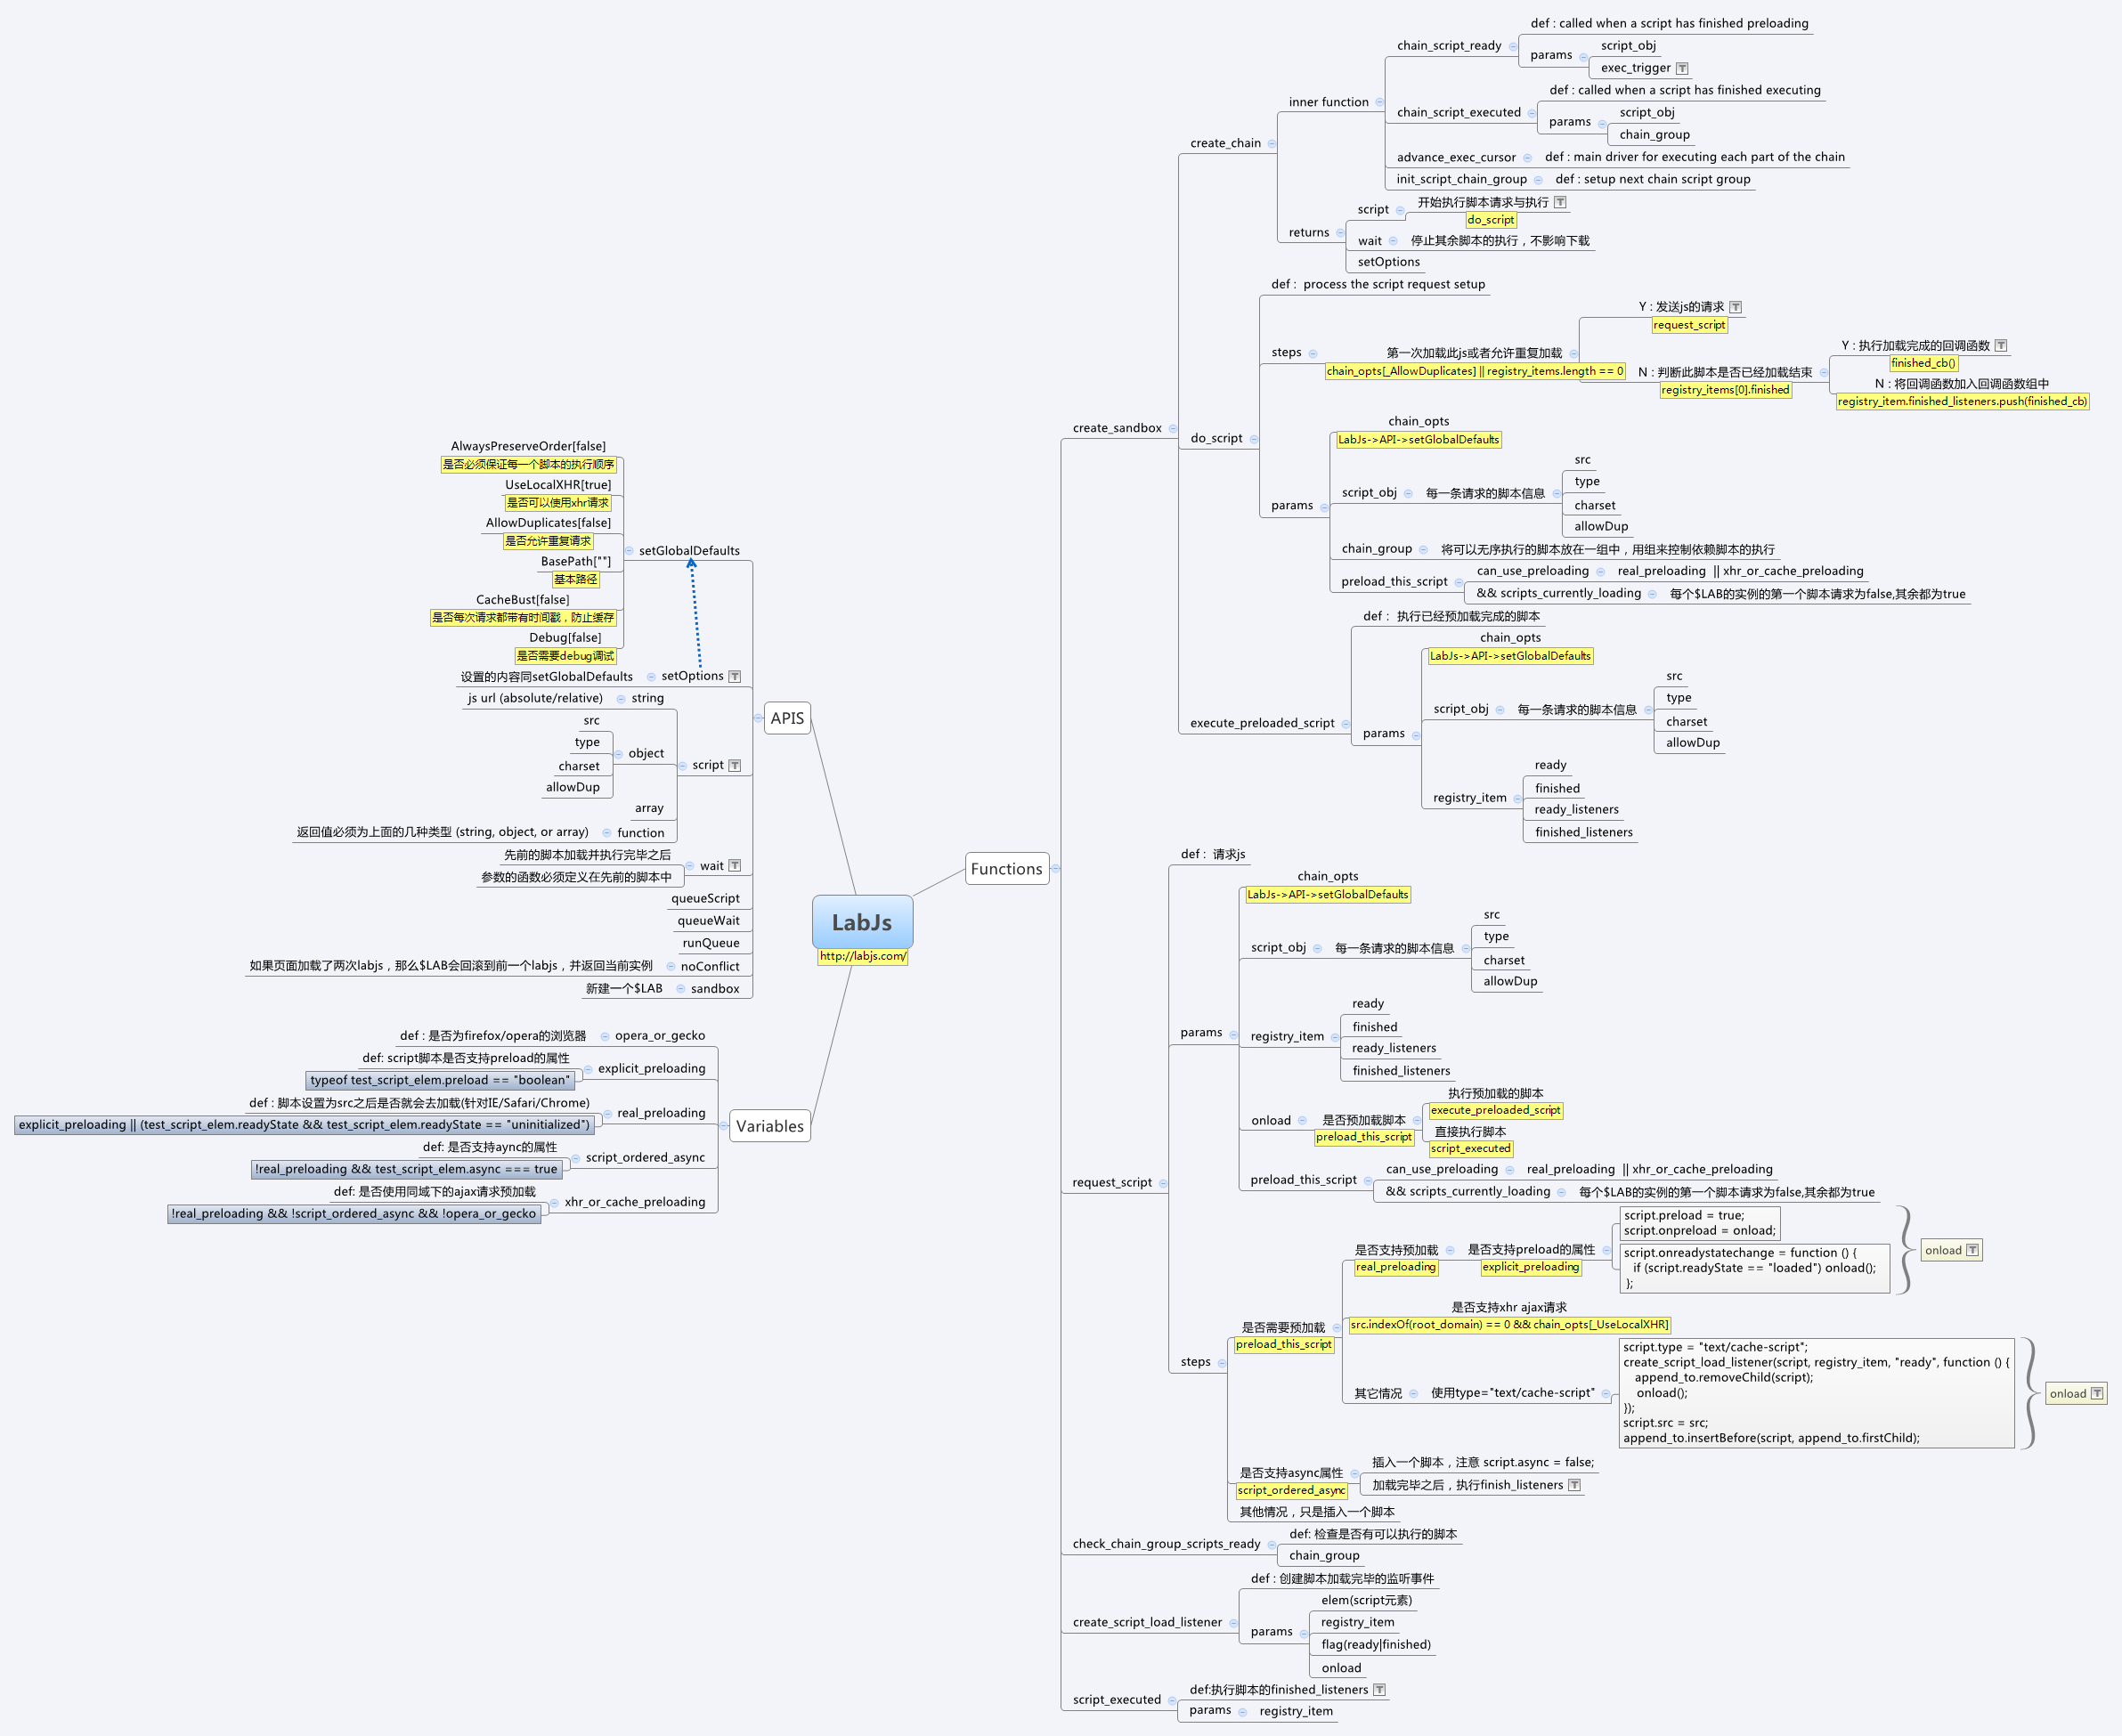 LabJs
http://labjs.com/
APIS
setGlobalDefaults
AlwaysPreserveOrder[false]
是否必须保证每一个脚本的执行顺序
UseLocalXHR[true]
是否可以使用xhr请求
AllowDuplicates[false]
是否允许重复请求
BasePath[""]
基本路径
CacheBust[false]
是否每次请求都带有时间戳，防止缓存
Debug[false]
是否需要debug调试
setOptions
设置的内容同setGlobalDefaults
script
string
js url (absolute/relative)
object
src
type
charset
allowDup
array
function
返回值必须为上面的几种类型 (string, object, or array)
wait
先前的脚本加载并执行完毕之后
参数的函数必须定义在先前的脚本中
queueScript
queueWait
runQueue
noConflict
如果页面加载了两次labjs，那么$LAB会回滚到前一个labjs，并返回当前实例
sandbox
新建一个$LAB
Variables
opera_or_gecko
def : 是否为firefox/opera的浏览器
explicit_preloading
def: script脚本是否支持preload的属性
typeof test_script_elem.preload == "boolean"
real_preloading
def : 脚本设置为src之后是否就会去加载(针对IE/Safari/Chrome)
explicit_preloading || (test_script_elem.readyState && test_script_elem.readyState == "uninitialized")
script_ordered_async
def: 是否支持aync的属性
!real_preloading && test_script_elem.async === true
xhr_or_cache_preloading
def: 是否使用同域下的ajax请求预加载
!real_preloading && !script_ordered_async && !opera_or_gecko
Functions
create_sandbox
create_chain
inner function
chain_script_ready
def : called when a script has finished preloading
params
script_obj
exec_trigger
chain_script_executed
def : called when a script has finished executing
params
script_obj
chain_group
advance_exec_cursor
def : main driver for executing each part of the chain
init_script_chain_group
def : setup next chain script group
returns
script
开始执行脚本请求与执行
do_script
wait
停止其余脚本的执行，不影响下载
setOptions
do_script
def :  process the script request setup
steps
第一次加载此js或者允许重复加载
chain_opts[_AllowDuplicates] || registry_items.length == 0
Y : 发送js的请求
request_script
N : 判断此脚本是否已经加载结束
registry_items[0].finished
Y : 执行加载完成的回调函数
finished_cb()
N : 将回调函数加入回调函数组中
registry_item.finished_listeners.push(finished_cb)
params
chain_opts
LabJs->API->setGlobalDefaults
script_obj
每一条请求的脚本信息
src
type
charset
allowDup
chain_group
将可以无序执行的脚本放在一组中，用组来控制依赖脚本的执行
preload_this_script
can_use_preloading
real_preloading  || xhr_or_cache_preloading
&& scripts_currently_loading
每个$LAB的实例的第一个脚本请求为false,其余都为true
execute_preloaded_script
def :  执行已经预加载完成的脚本
params
chain_opts
LabJs->API->setGlobalDefaults
script_obj
每一条请求的脚本信息
src
type
charset
allowDup
registry_item
ready
finished
ready_listeners
finished_listeners
request_script
def :  请求js
params
chain_opts
LabJs->API->setGlobalDefaults
script_obj
每一条请求的脚本信息
src
type
charset
allowDup
registry_item
ready
finished
ready_listeners
finished_listeners
onload
是否预加载脚本
preload_this_script
执行预加载的脚本
execute_preloaded_script
直接执行脚本
script_executed
preload_this_script
can_use_preloading
real_preloading  || xhr_or_cache_preloading
&& scripts_currently_loading
每个$LAB的实例的第一个脚本请求为false,其余都为true
steps
是否需要预加载
preload_this_script
是否支持预加载
real_preloading
是否支持preload的属性
explicit_preloading
script.preload = true;
script.onpreload = onload;
script.onreadystatechange = function () {
if (script.readyState == "loaded") onload();
};
onload
是否支持xhr ajax请求
src.indexOf(root_domain) == 0 && chain_opts[_UseLocalXHR]
其它情况
使用type="text/cache-script"
script.type = "text/cache-script";
create_script_load_listener(script, registry_item, "ready", function () {
append_to.removeChild(script);
onload();
});
script.src = src;
append_to.insertBefore(script, append_to.firstChild);
onload
是否支持async属性
script_ordered_async
插入一个脚本，注意 script.async = false;
加载完毕之后，执行finish_listeners
其他情况，只是插入一个脚本
check_chain_group_scripts_ready
def: 检查是否有可以执行的脚本
chain_group
create_script_load_listener
def : 创建脚本加载完毕的监听事件
params
elem(script元素)
registry_item
flag(ready|finished)
onload
script_executed
def:执行脚本的finished_listeners
params
registry_item